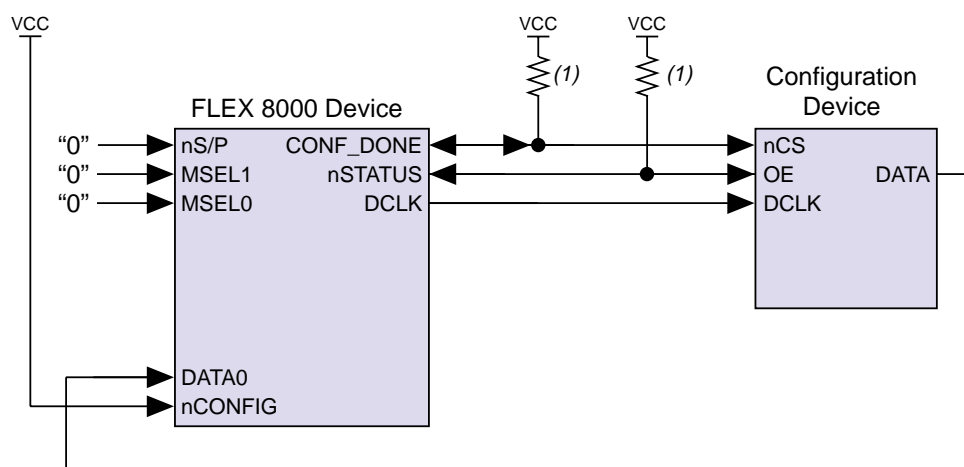 VCC
VCC
VCC
(1)
(1)
Configuration
Device
FLEX 8000 Device
“0”
nS/P
CONF_DONE
nCS
“0”
MSEL1
nSTATUS
OE
DATA
“0”
MSEL0
DCLK
DCLK
DATA0
nCONFIG